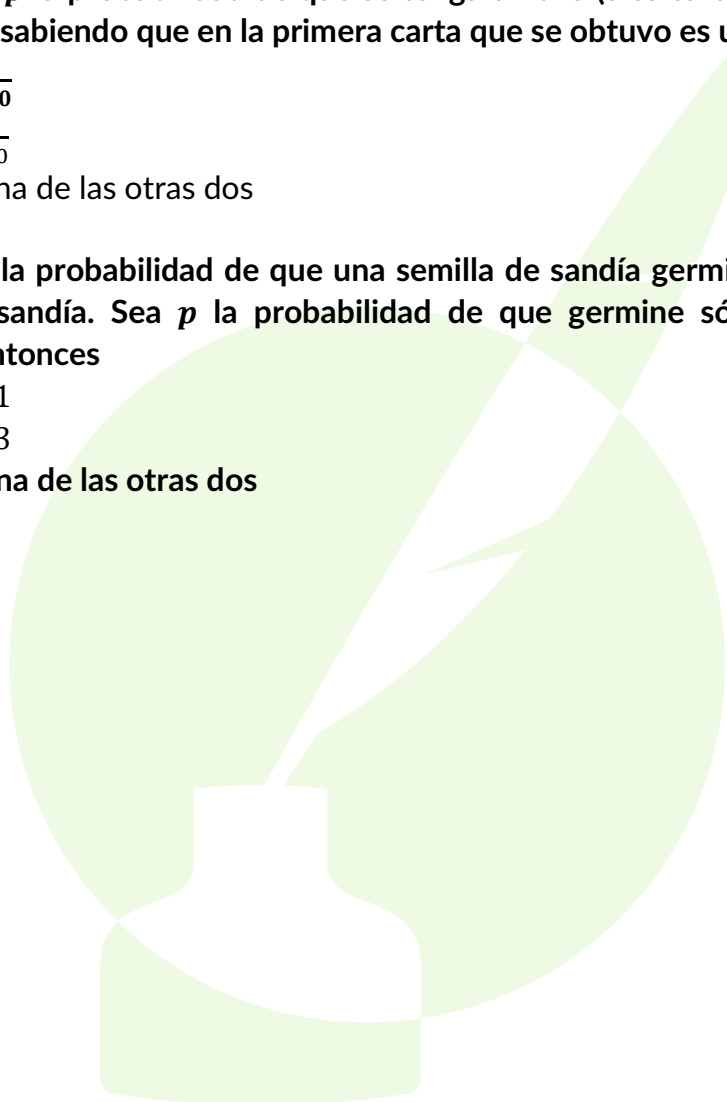 sabiendo que en la primera carta que se obtuvo es
0
0
na de las otras dos
la probabilidad de que una semilla de sandía germi
sandía. Sea p la probabilidad de que germine só
ntonces
1
3
na de las otras dos